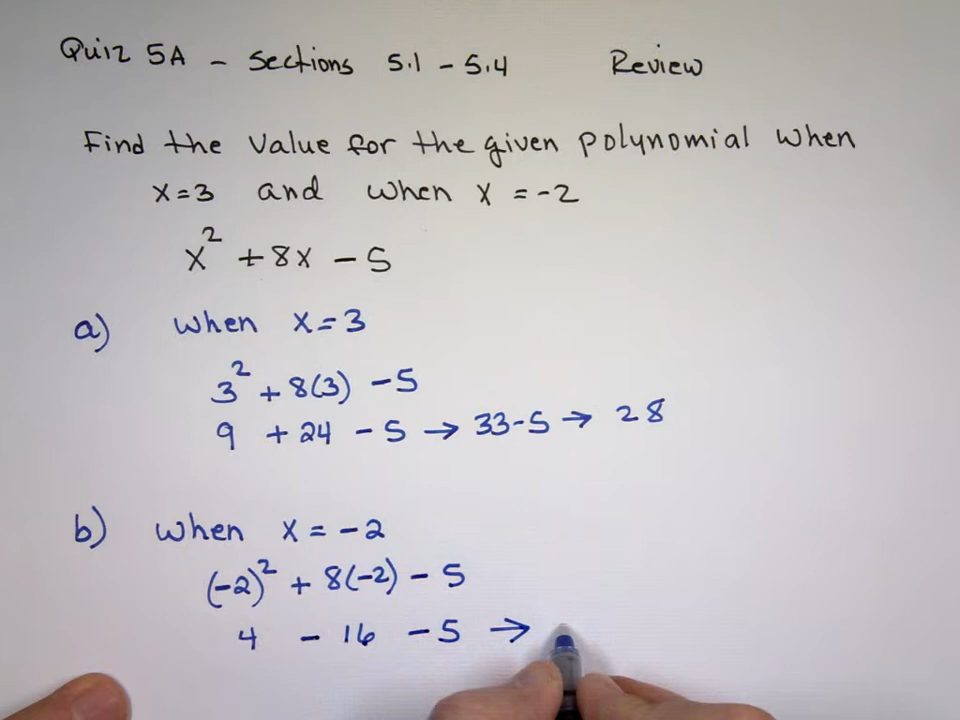 Quiz 5A - Sections 5.1 - 5.4 Review
Find the Value for the given polynomial when
x=3 and when x = -2
x² + 8x - 5
a) when x=3
3² + 8(3) - 5
9 + 24 - 5 → 33-5 → 28
b) when x = -2
(-2)² + 8(-2) - 5
4 - 16 - 5 →